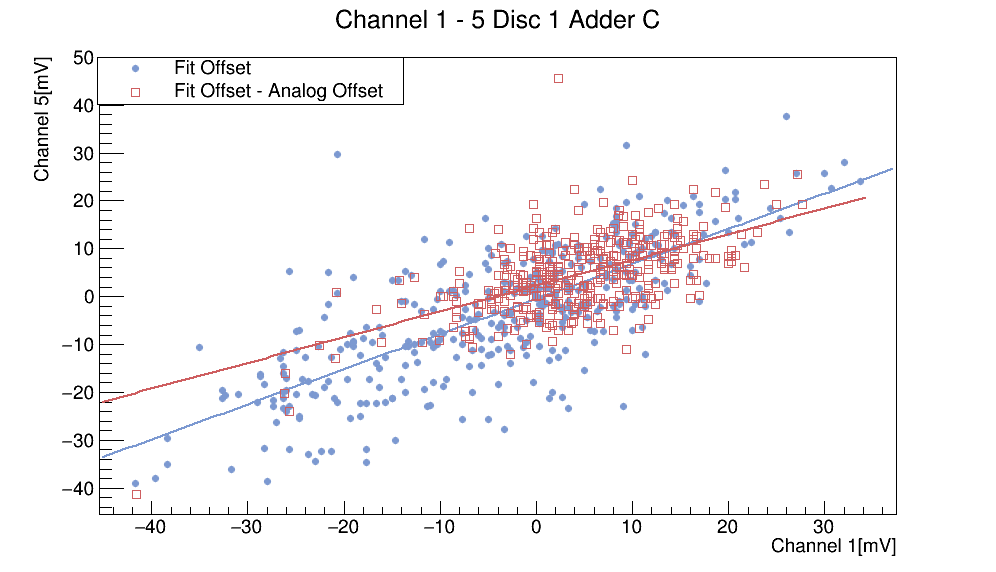 Channel 1 - 5 Disc 1 Adder C
Channel 5[mV]
50
40
30
20
10
0
−10
−20
−30
−40
Fit Offset
Fit Offset - Analog Offset
−40 −30 −20 −10 0 10 20 30
Channel 1[mV]